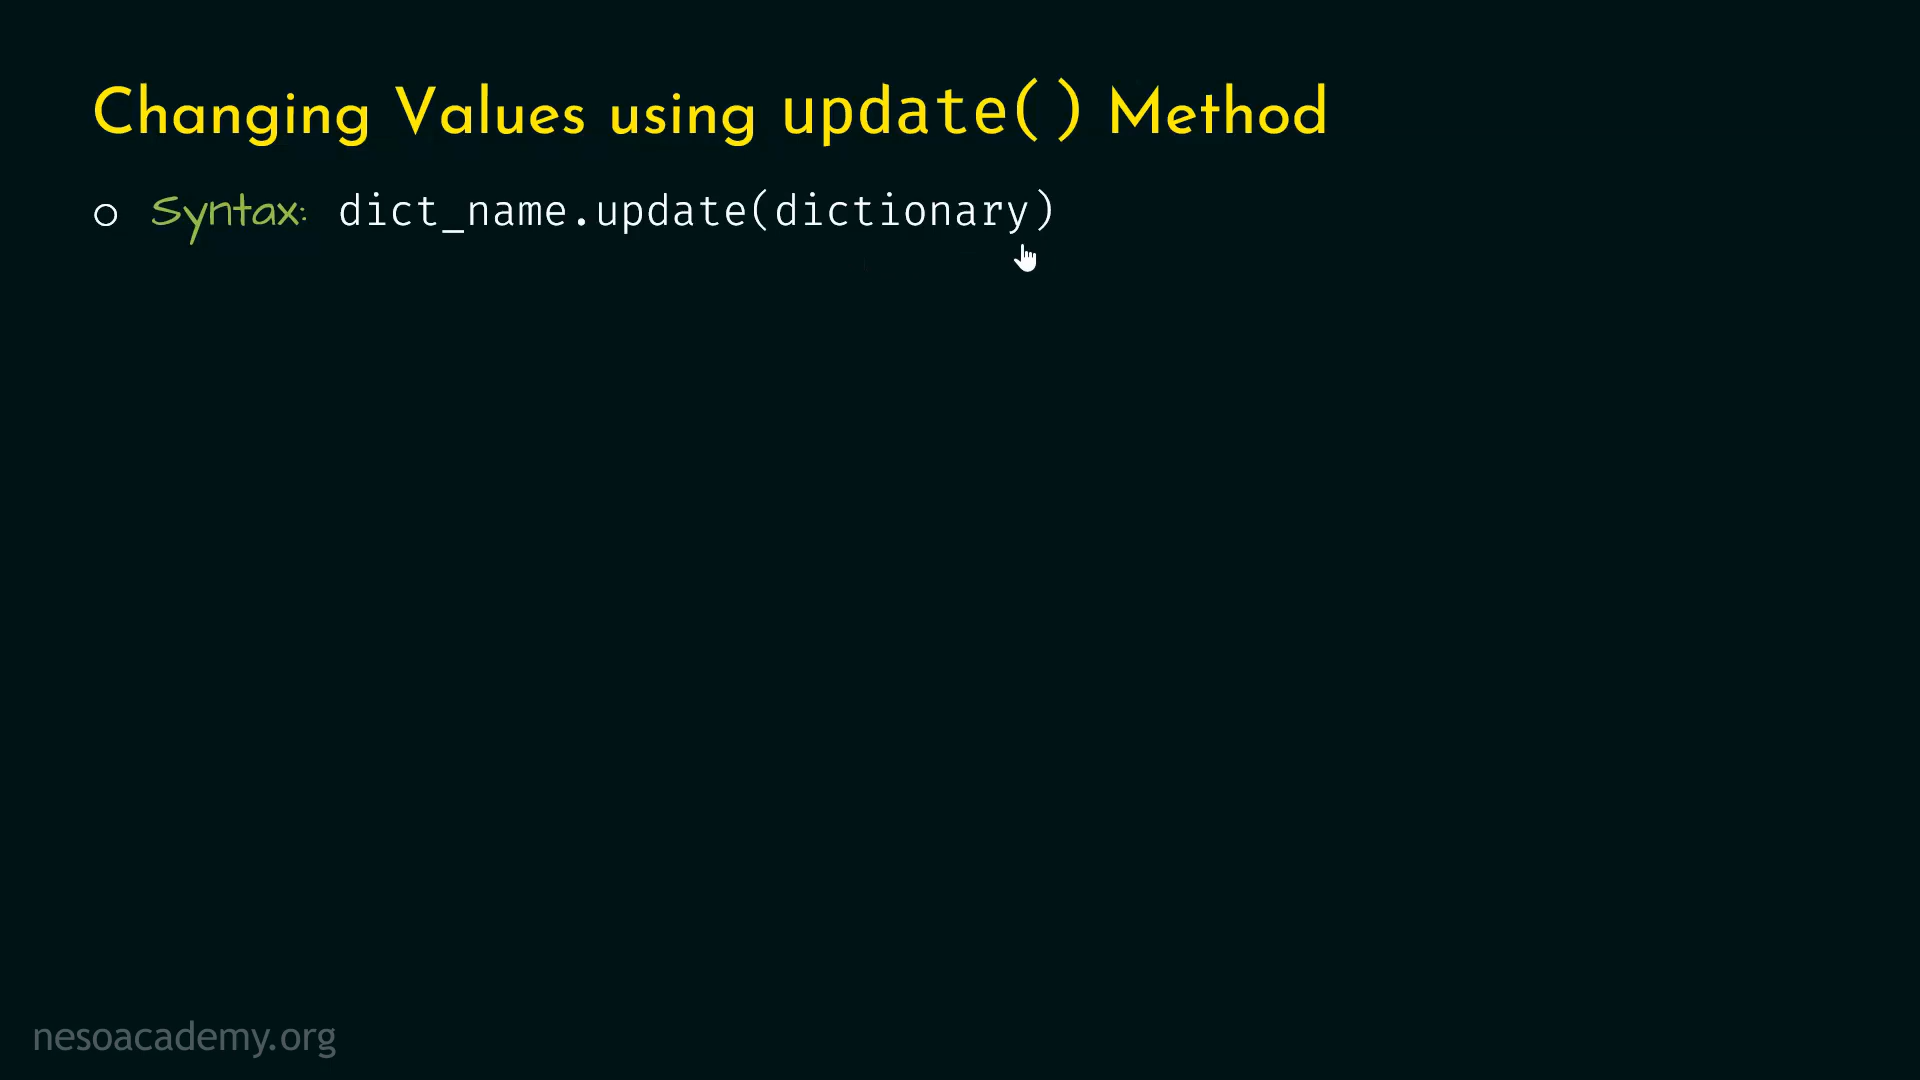 Changing Values using update() Method
○ Syntax: dict_name.update(dictionary)
nesoacademy.org